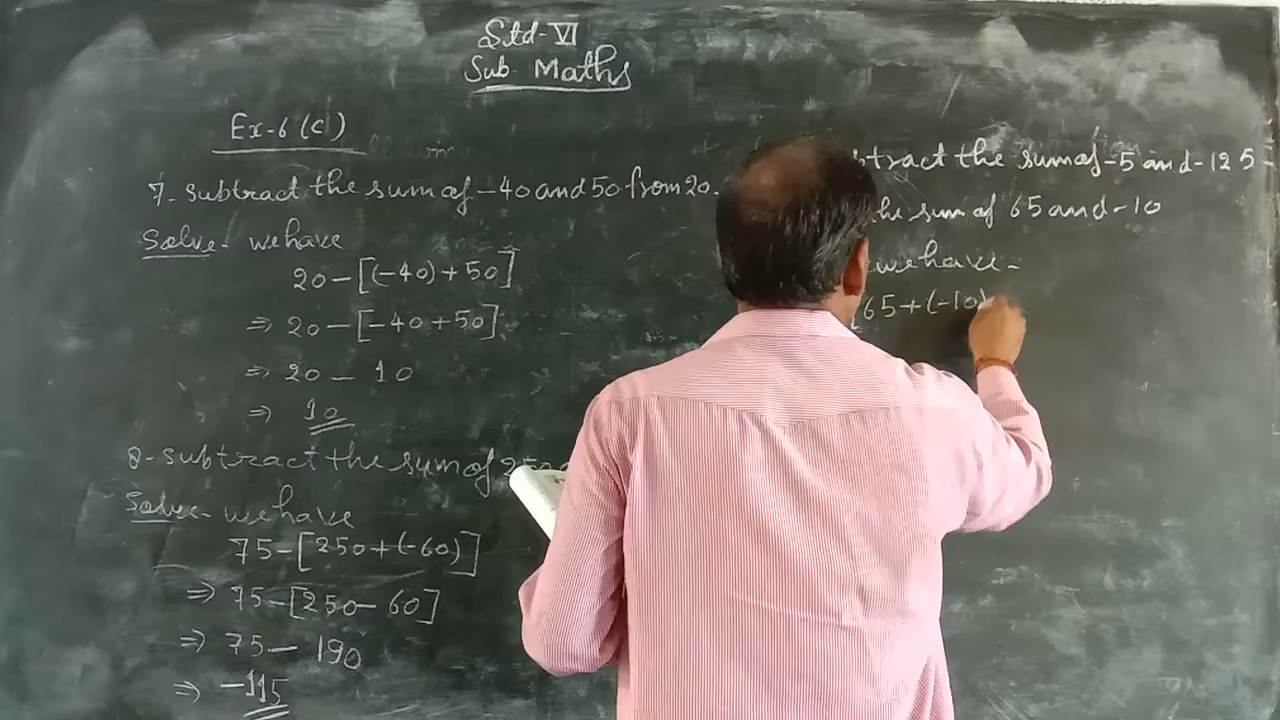 Std-VI
Sub- Maths
Ex-6(c)
7- Subtract the sum of -40 and 50 from 20.
Solve- we have
20-[(-40)+50]
⇒ 20-[-40+50]
⇒ 20 - 10
⇒ 10
8- Subtract the sum of 250
Solve- we have
75-[250+(-60)]
⇒ 75-[250-60]
⇒ 75- 190
⇒ -115
btract the sum of -5 and -125-
the sum of 65 and -10
we have-
[65+(-10)